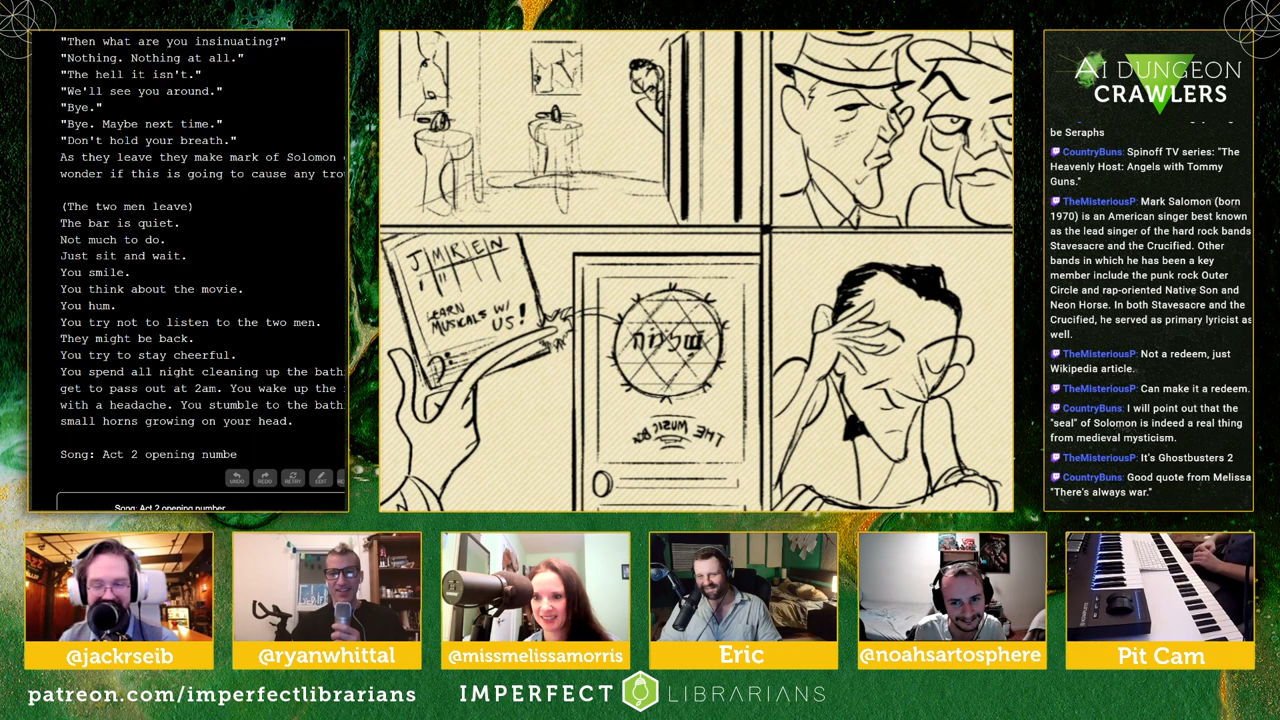 "Then what are you insinuating?"
"Nothing. Nothing at all."
"The hell it isn't."
"We'll see you around."
"Bye."
"Bye. Maybe next time."
"Don't hold your breath."
As they leave they make mark of Solomon
wonder if this is going to cause any
(The two men leave)
The bar is quiet.
Not much to do.
Just sit and wait.
You smile.
You think about the movie.
You hum.
You try not to listen to the two men.
They might be back.
You try to stay cheerful.
You spend all night cleaning up the
get to pass out at 2am. You wake up the
with a headache. You stumble to the
small horns growing on your head.
Song: Act 2 opening numbe
UNDO REDO RETRY EDIT
Song: Act 2 opening number
JMREN
LEARN
MUSICALS W/
US!
שלמה
THE MUSIC BOX
AI DUNGEON
CRAWLERS
be Seraphs
CountryBuns: Spinoff TV series: "The
Heavenly Host: Angels with Tommy
Guns."
TheMisteriousP: Mark Salomon (born
1970) is an American singer best known
as the lead singer of the hard rock bands
Stavesacre and the Crucified. Other
bands in which he has been a key
member include the punk rock Outer
Circle and rap-oriented Native Son and
Neon Horse. In both Stavesacre and the
Crucified, he served as primary lyricist as
well.
TheMisteriousP: Not a redeem, just
Wikipedia article.
TheMisteriousP: Can make it a redeem.
CountryBuns: I will point out that the
"seal" of Solomon is indeed a real thing
from medieval mysticism.
TheMisteriousP: It's Ghostbusters 2
CountryBuns: Good quote from Melissa
"There's always war."
@jackrseib
@ryanwhittal
@missmelissamorris
Eric
@noahsartosphere
Pit Cam
patreon.com/imperfectlibrarians
IMPERFECT LIBRARIANS